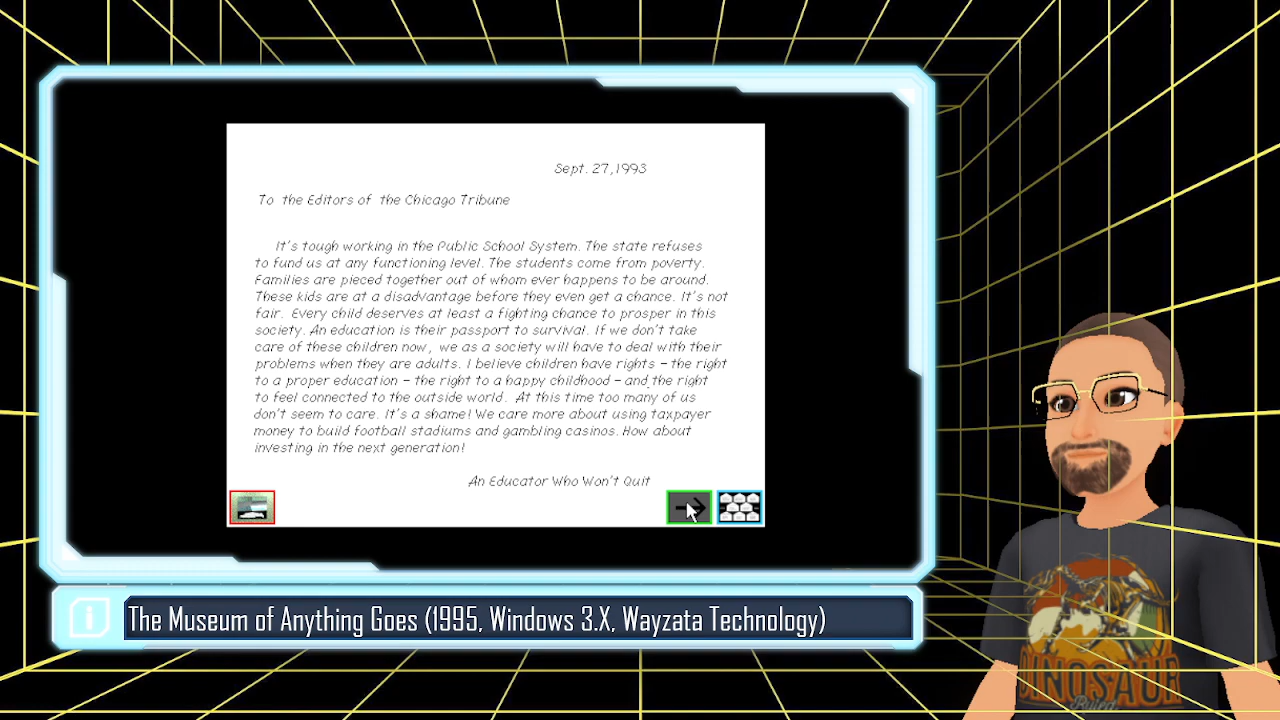 Sept. 27,1993
To the Editors of the Chicago Tribune
It's tough working in the Public School System. The state refuses
to fund us at any functioning level. The students come from poverty.
Families are pieced together out of whom ever happens to be around.
These kids are at a disadvantage before they even get a chance. It's not
fair. Every child deserves at least a fighting chance to prosper in this
society. An education is their passport to survival. If we don't take
care of these children now, we as a society will have to deal with their
problems when they are adults. I believe children have rights - the right
to a proper education - the right to a happy childhood - and the right
to feel connected to the outside world. At this time too many of us
don't seem to care. It's a shame! We care more about using taxpayer
money to build football stadiums and gambling casinos. How about
investing in the next generation!
An Educator Who Won't Quit
The Museum of Anything Goes (1995, Windows 3.X, Wayzata Technology)
DINOSAUR
Ruled